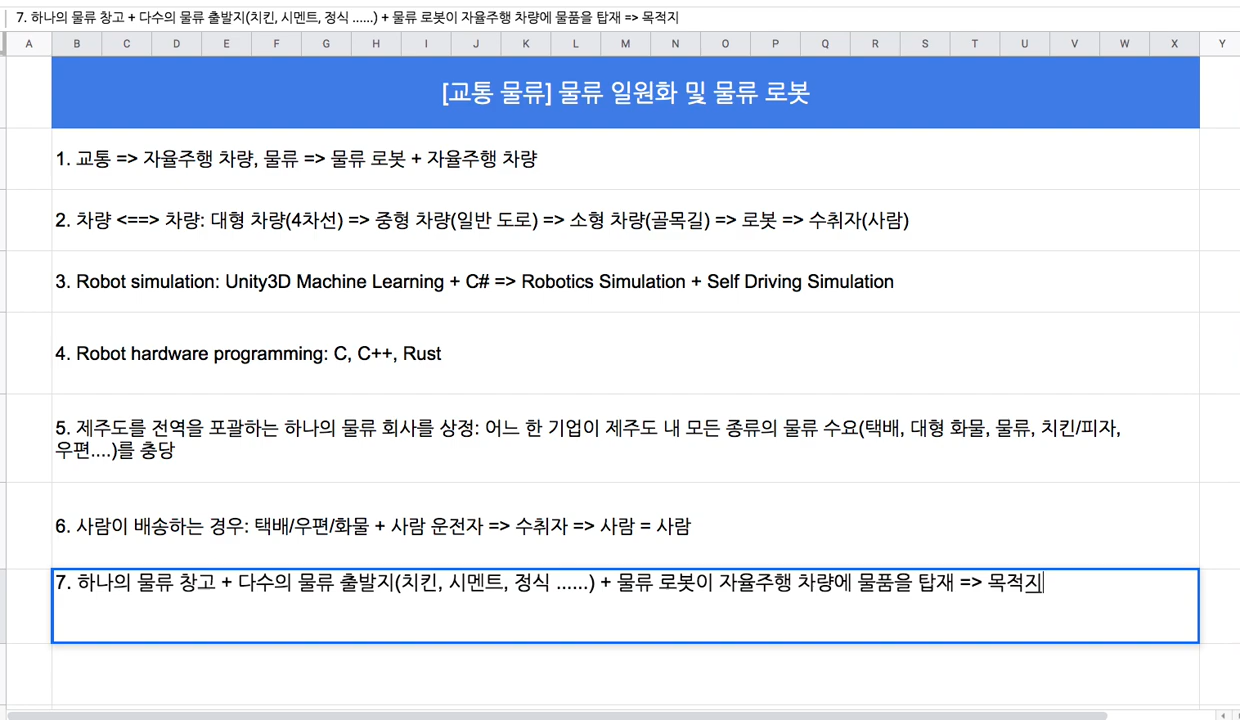 7. 하나의 물류 창고 + 다수의 물류 출발지(치킨, 시멘트, 정식 ......) + 물류 로봇이 자율주행 차량에 물품을 탑재 => 목적지
A B C D E F G H I J K L M N O P Q R S T U V W X Y
[교통 물류] 물류 일원화 및 물류 로봇
1. 교통 => 자율주행 차량, 물류 => 물류 로봇 + 자율주행 차량
2. 차량 <==> 차량: 대형 차량(4차선) => 중형 차량(일반 도로) => 소형 차량(골목길) => 로봇 => 수취자(사람)
3. Robot simulation: Unity3D Machine Learning + C# => Robotics Simulation + Self Driving Simulation
4. Robot hardware programming: C, C++, Rust
5. 제주도를 전역을 포괄하는 하나의 물류 회사를 상정: 어느 한 기업이 제주도 내 모든 종류의 물류 수요(택배, 대형 화물, 물류, 치킨/피자,
우편....)를 충당
6. 사람이 배송하는 경우: 택배/우편/화물 + 사람 운전자 => 수취자 => 사람 = 사람
7. 하나의 물류 창고 + 다수의 물류 출발지(치킨, 시멘트, 정식 ......) + 물류 로봇이 자율주행 차량에 물품을 탑재 => 목적지